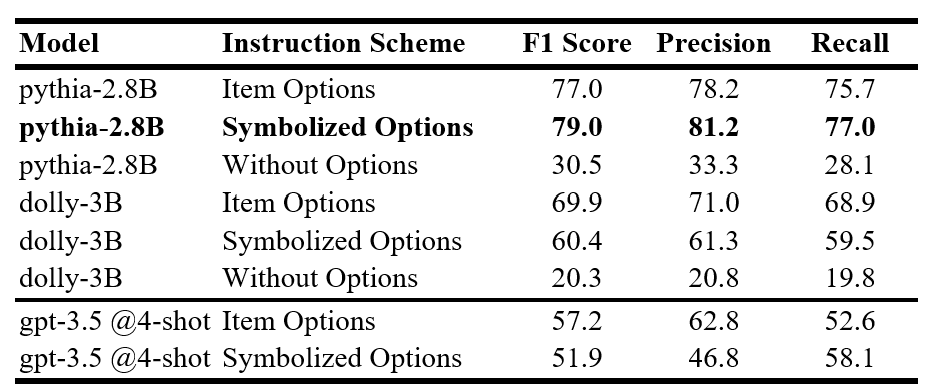 Model Instruction Scheme F1 Score Precision Recall
pythia-2.8B Item Options 77.0 78.2 75.7
pythia-2.8B Symbolized Options 79.0 81.2 77.0
pythia-2.8B Without Options 30.5 33.3 28.1
dolly-3B Item Options 69.9 71.0 68.9
dolly-3B Symbolized Options 60.4 61.3 59.5
dolly-3B Without Options 20.3 20.8 19.8
gpt-3.5 @4-shot Item Options 57.2 62.8 52.6
gpt-3.5 @4-shot Symbolized Options 51.9 46.8 58.1